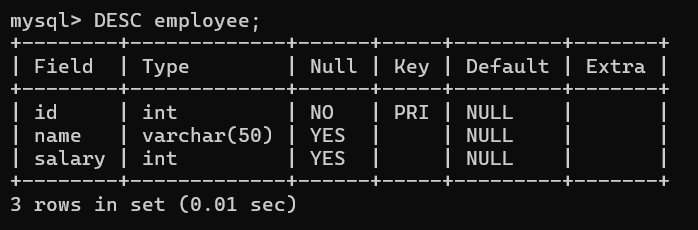 mysql> DESC employee;
+--------+-------------+------+-----+---------+-------+
| Field  | Type        | Null | Key | Default | Extra |
+--------+-------------+------+-----+---------+-------+
| id     | int         | NO   | PRI | NULL    |       |
| name   | varchar(50) | YES  |     | NULL    |       |
| salary | int         | YES  |     | NULL    |       |
+--------+-------------+------+-----+---------+-------+
3 rows in set (0.01 sec)